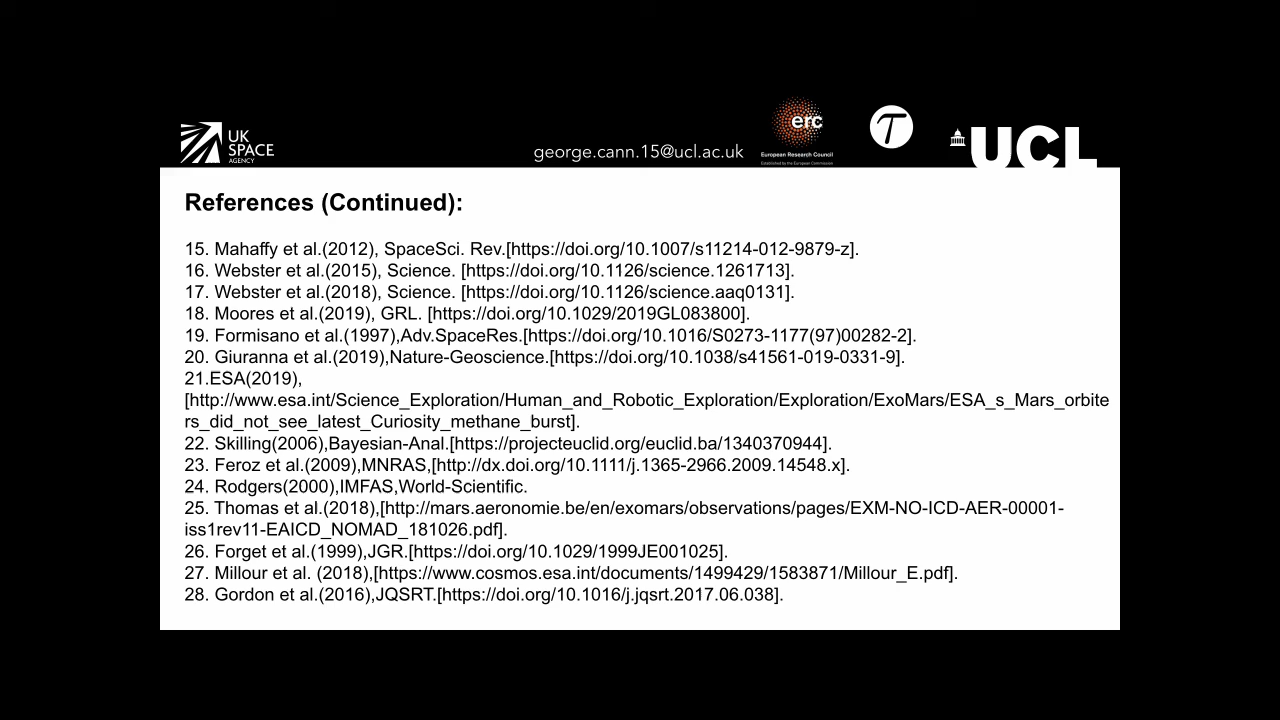 UK
SPACE
AGENCY
george.cann.15@ucl.ac.uk
erc
European Research Council
Established by the European Commission
T
UCL
References (Continued):
15. Mahaffy et al.(2012), SpaceSci. Rev.[https://doi.org/10.1007/s11214-012-9879-z].
16. Webster et al.(2015), Science. [https://doi.org/10.1126/science.1261713].
17. Webster et al.(2018), Science. [https://doi.org/10.1126/science.aaq0131].
18. Moores et al.(2019), GRL. [https://doi.org/10.1029/2019GL083800].
19. Formisano et al.(1997),Adv.SpaceRes.[https://doi.org/10.1016/S0273-1177(97)00282-2].
20. Giuranna et al.(2019),Nature-Geoscience.[https://doi.org/10.1038/s41561-019-0331-9].
21.ESA(2019),
[http://www.esa.int/Science_Exploration/Human_and_Robotic_Exploration/Exploration/ExoMars/ESA_s_Mars_orbite
rs_did_not_see_latest_Curiosity_methane_burst].
22. Skilling(2006),Bayesian-Anal.[https://projecteuclid.org/euclid.ba/1340370944].
23. Feroz et al.(2009),MNRAS,[http://dx.doi.org/10.1111/j.1365-2966.2009.14548.x].
24. Rodgers(2000),IMFAS,World-Scientific.
25. Thomas et al.(2018),[http://mars.aeronomie.be/en/exomars/observations/pages/EXM-NO-ICD-AER-00001-
iss1rev11-EAICD_NOMAD_181026.pdf].
26. Forget et al.(1999),JGR.[https://doi.org/10.1029/1999JE001025].
27. Millour et al. (2018),[https://www.cosmos.esa.int/documents/1499429/1583871/Millour_E.pdf].
28. Gordon et al.(2016),JQSRT.[https://doi.org/10.1016/j.jqsrt.2017.06.038].